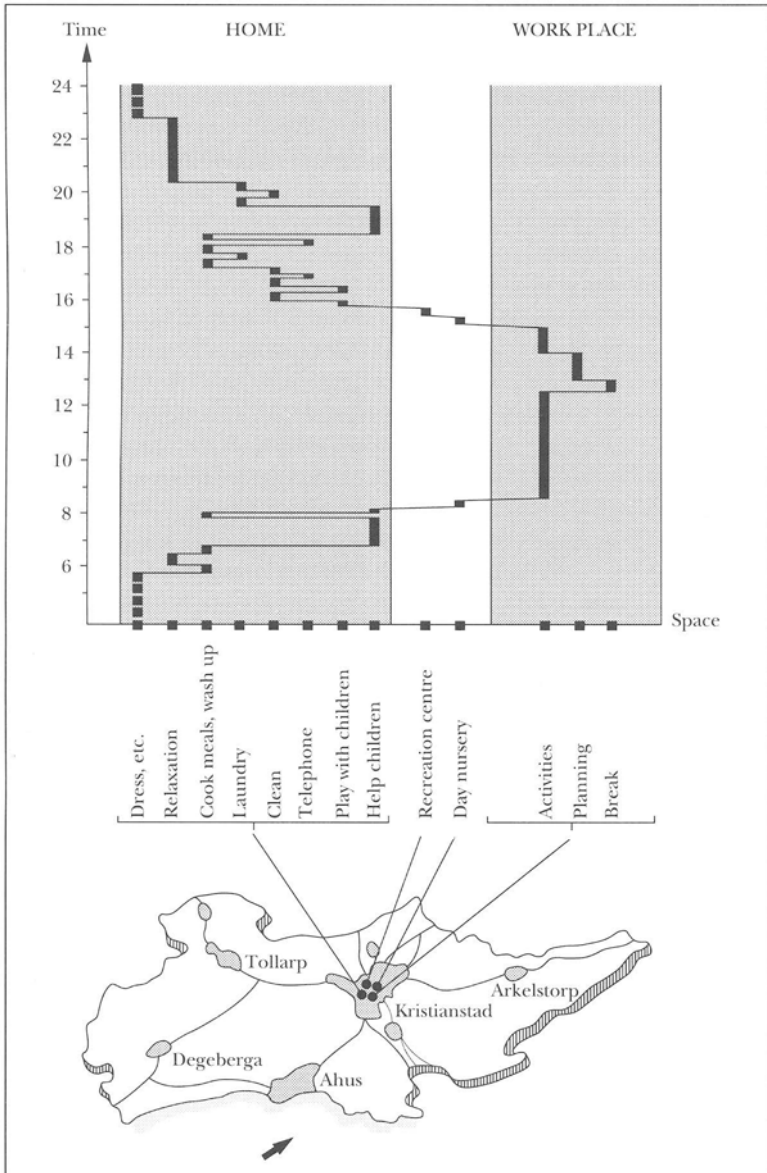 Time
HOME
WORK PLACE
24
22
20
18
16
14
12
10
8
6
Space
Dress, etc.
Relaxation
Cook meals, wash up
Laundry
Clean
Telephone
Play with children
Help children
Recreation centre
Day nursery
Activities
Planning
Break
Tollarp
Arkelstorp
Kristianstad
Degeberga
Ahus